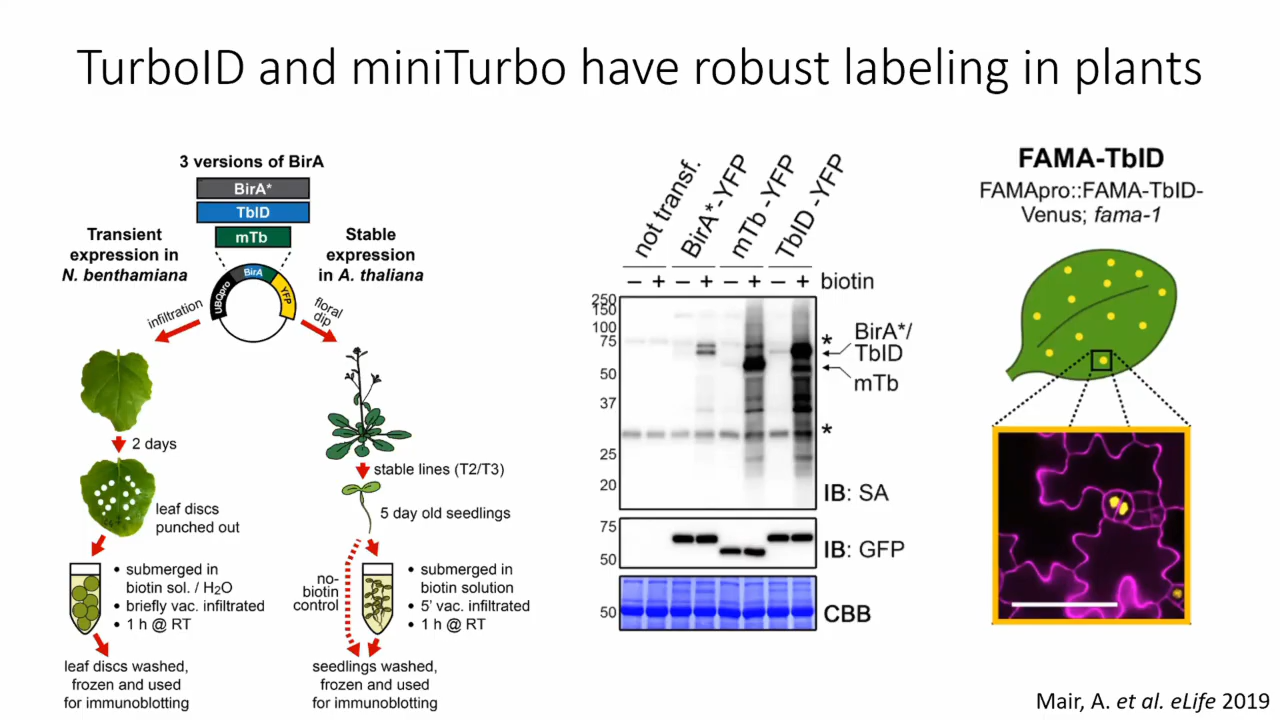 TurboID and miniTurbo have robust labeling in plants
3 versions of BirA
BirA*
TbID
mTb
Transient
expression in
N. benthamiana
Stable
expression
in A. thaliana
UBQpro
BirA
YFP
infiltration
floral
dip
2 days
leaf discs
punched out
• submerged in
biotin sol. / H₂O
• briefly vac. infiltrated
• 1 h @ RT
leaf discs washed,
frozen and used
for immunoblotting
stable lines (T2/T3)
5 day old seedlings
no-
biotin
control
• submerged in
biotin solution
• 5' vac. infiltrated
• 1 h @ RT
seedlings washed,
frozen and used
for immunoblotting
not transf.
BirA*-YFP
mTb -YFP
TbID -YFP
– + – + – + – + biotin
250
150
100
75
50
37
25
20
*
BirA*/
TbID
mTb
*
IB: SA
75
50
IB: GFP
50
CBB
FAMA-TbID
FAMApro::FAMA-TbID-
Venus; fama-1
Mair, A. et al. eLife 2019